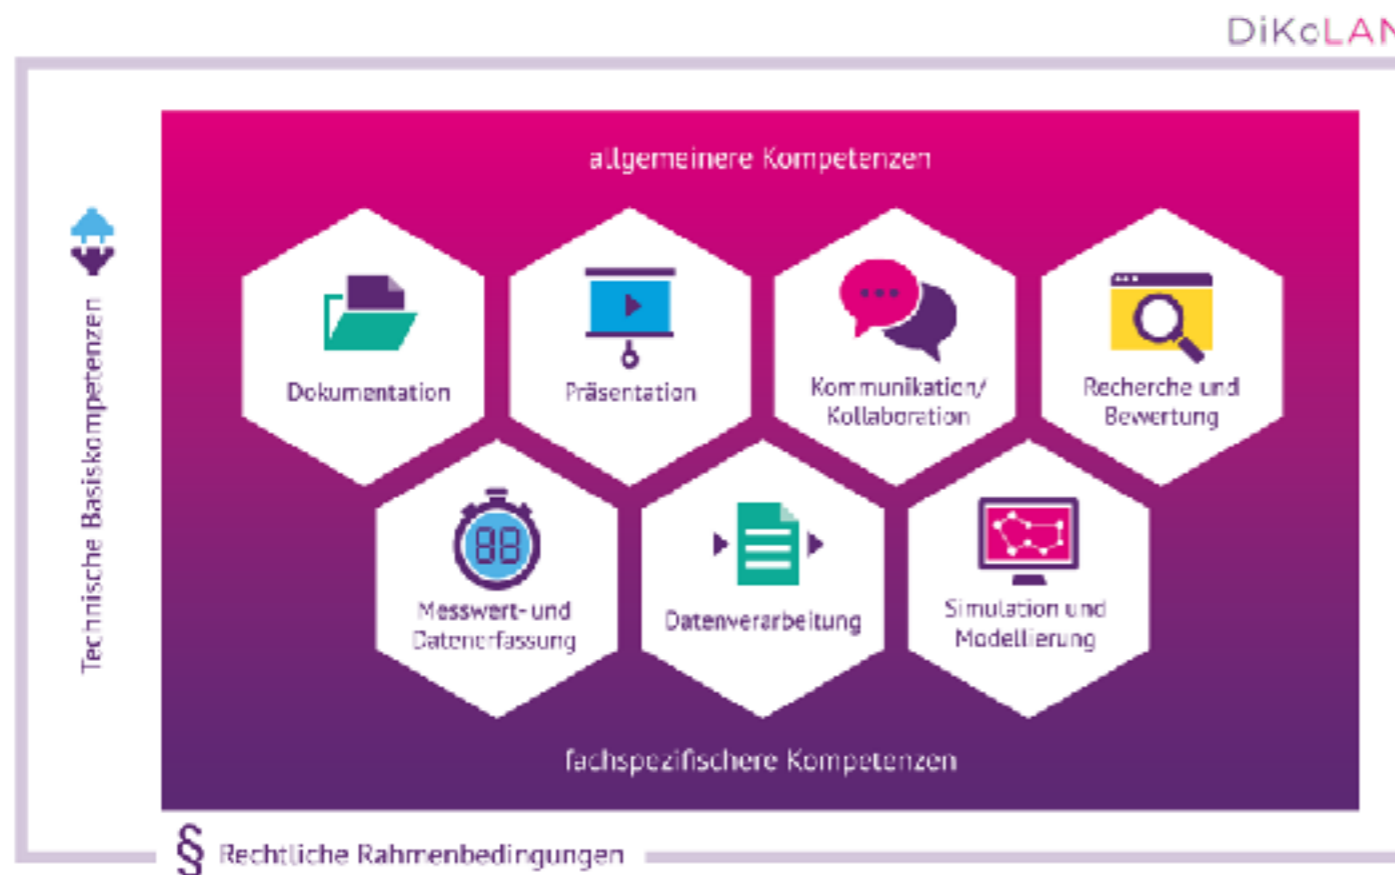 DiKoLAN
allgemeinere Kompetenzen
Technische Basiskompetenzen
Dokumentation
Präsentation
Kommunikation/
Kollaboration
Recherche und
Bewertung
88
Messwert- und
Datenerfassung
Datenverarbeitung
Simulation und
Modellierung
fachspezifischere Kompetenzen
§ Rechtliche Rahmenbedingungen